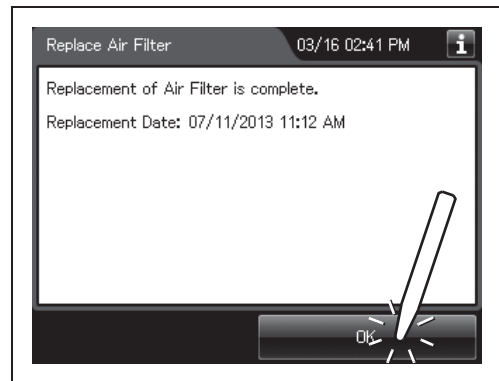 Replace Air Filter 03/16 02:41 PM i
Replacement of Air Filter is complete.
Replacement Date: 07/11/2013 11:12 AM
OK